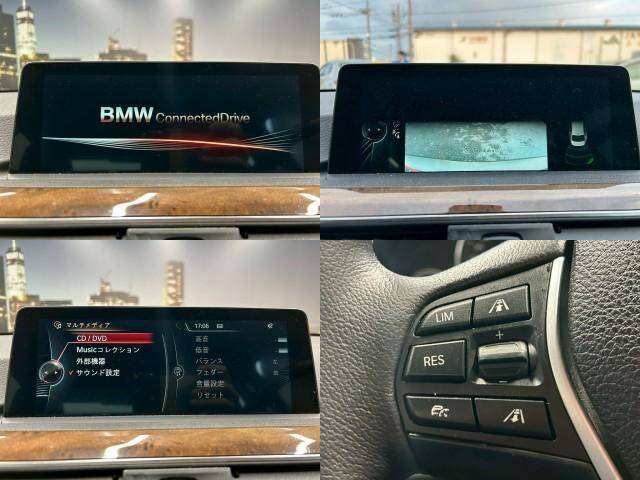 BMW ConnectedDrive
マルチメディア
CD / DVD
Musicコレクション
外部機器
サウンド設定
17:06
高音
低音
バランス
フェダー
音量設定
リセット
LIM
+
RES